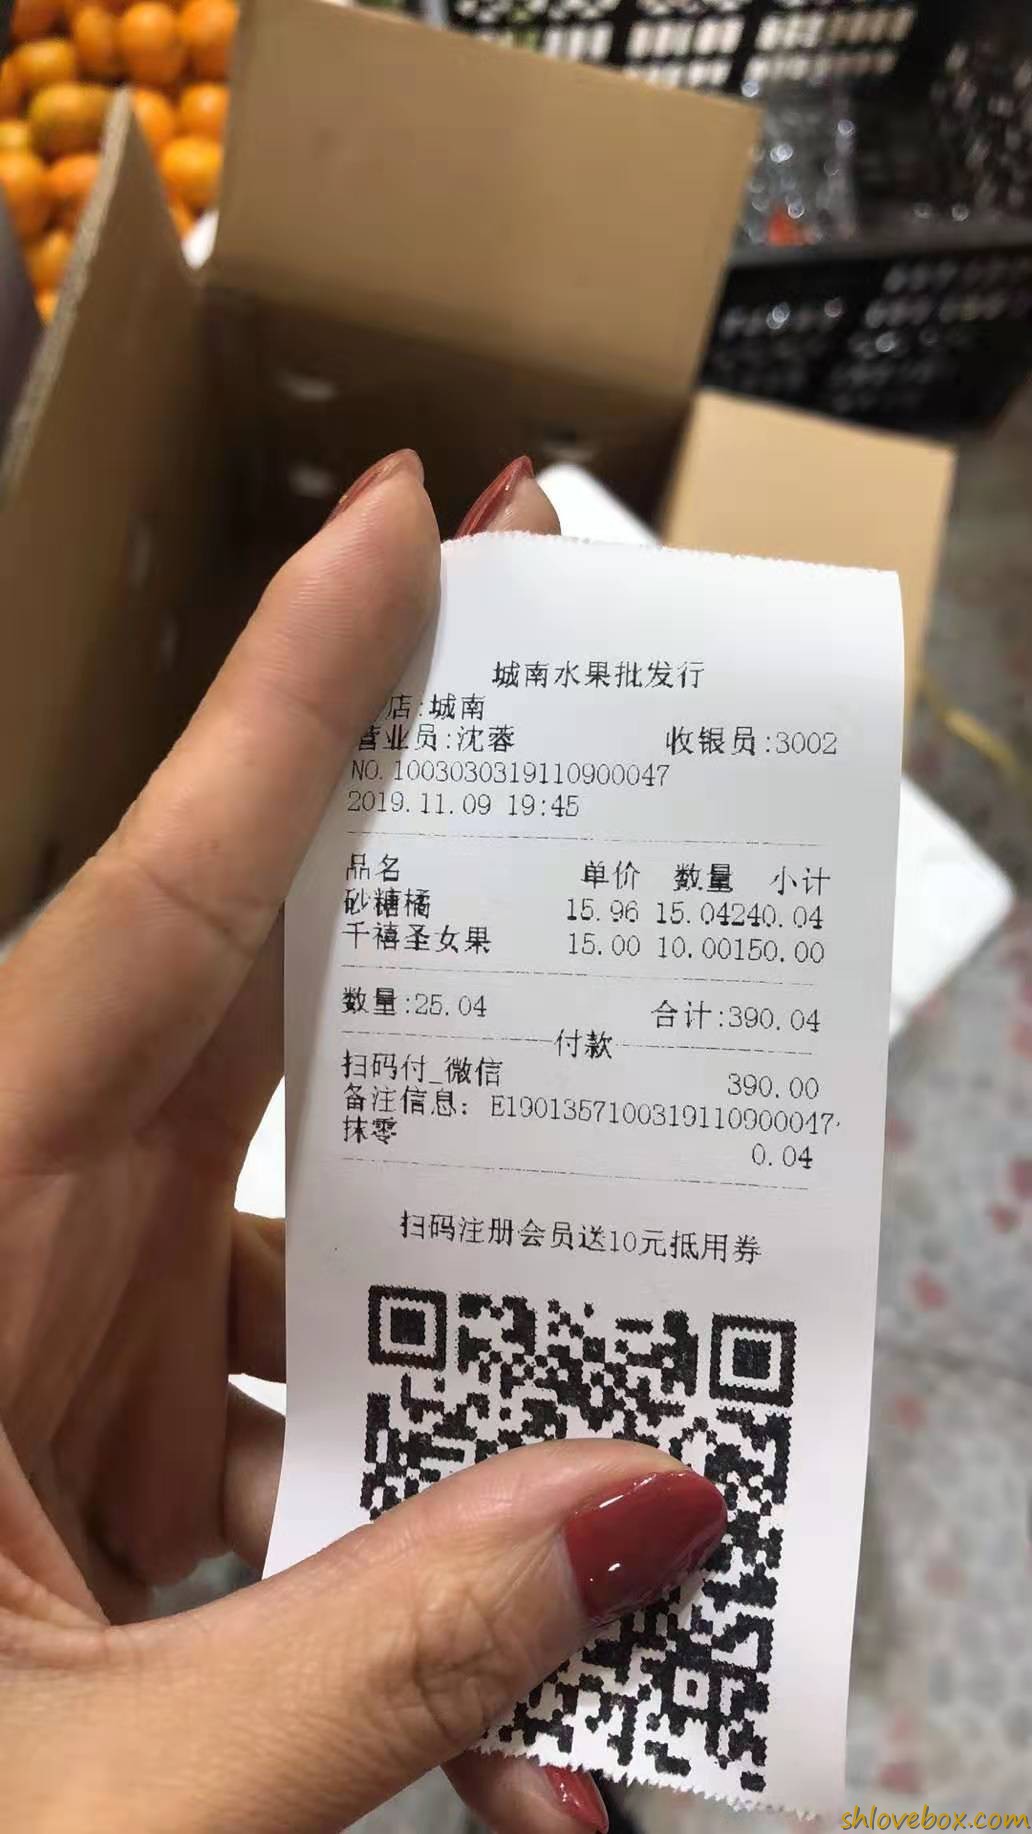 城南水果批发行
店:城南
营业员:沈蓉 收银员:3002
NO.1003030319110900047
2019.11.09 19:45
品名 单价 数量 小计
砂糖橘 15.96 15.04240.04
千禧圣女果 15.00 10.00150.00
数量:25.04 合计:390.04
付款
扫码付_微信 390.00
备注信息: E1901357100319110900047
抹零 0.04
扫码注册会员送10元抵用券
shlovebox.com